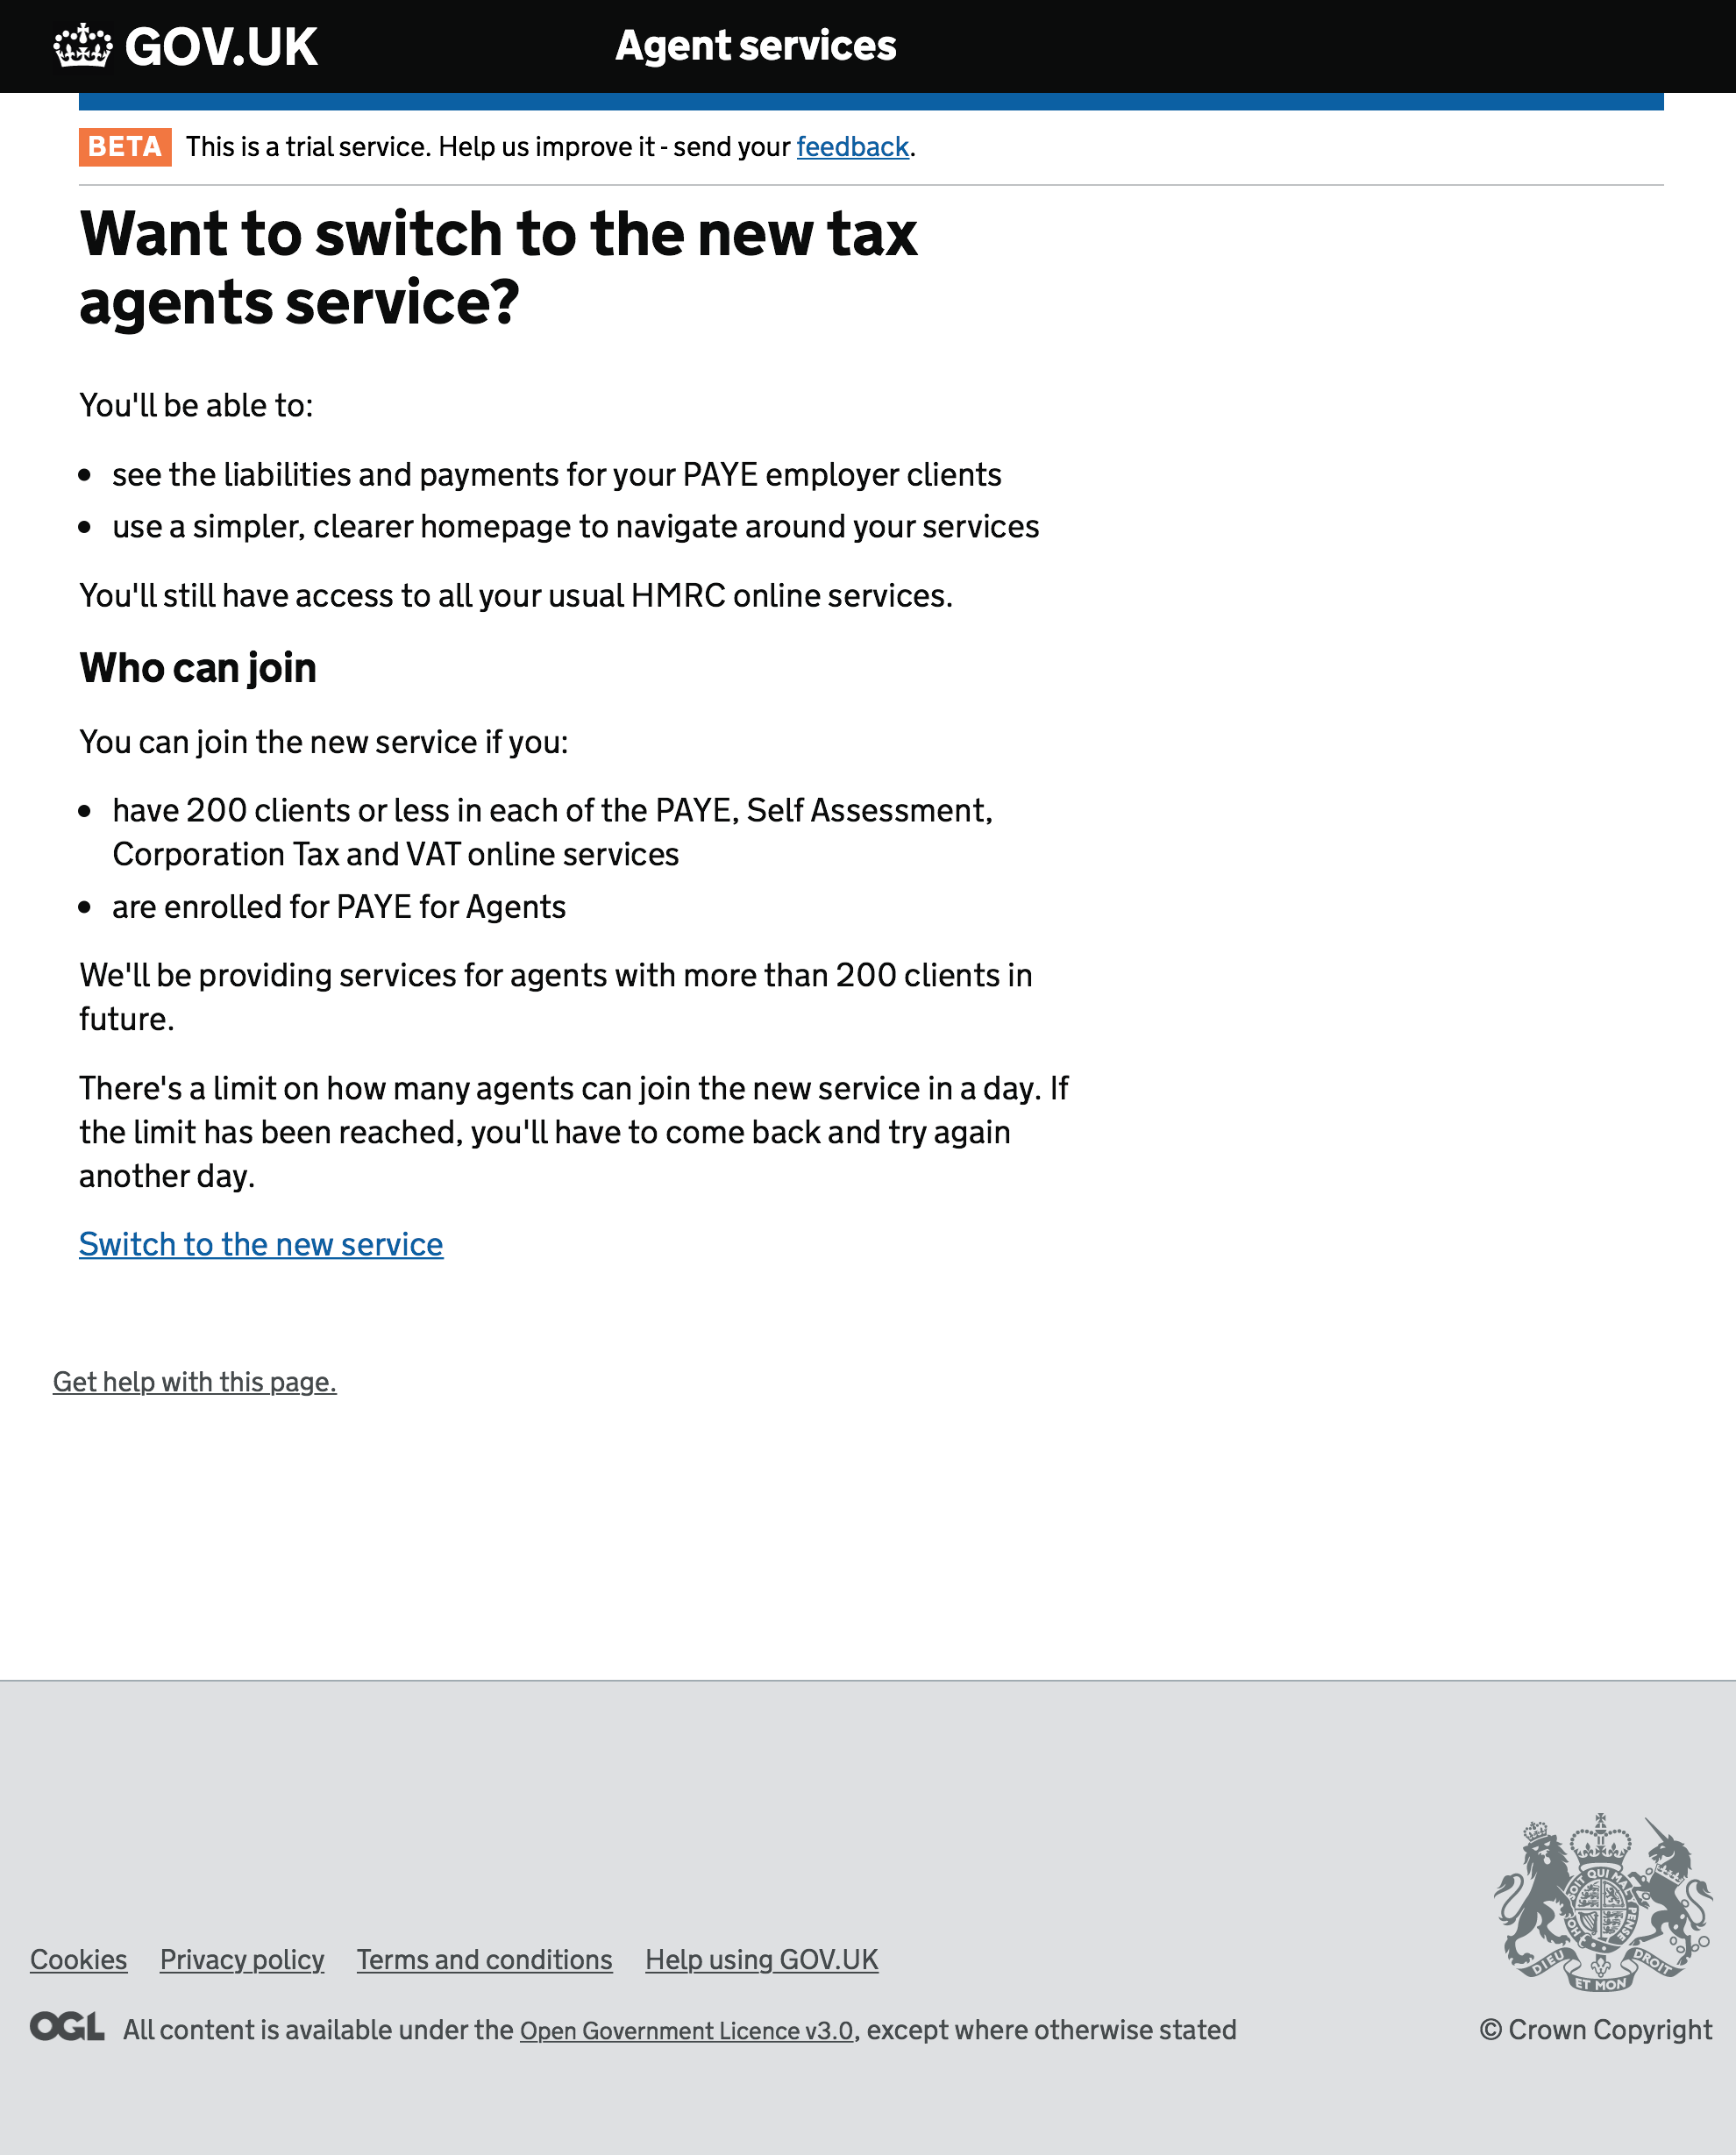 GOV.UK
Agent services
BETA This is a trial service. Help us improve it - send your feedback.
Want to switch to the new tax
agents service?
You'll be able to:
• see the liabilities and payments for your PAYE employer clients
• use a simpler, clearer homepage to navigate around your services
You'll still have access to all your usual HMRC online services.
Who can join
You can join the new service if you:
• have 200 clients or less in each of the PAYE, Self Assessment,
Corporation Tax and VAT online services
• are enrolled for PAYE for Agents
We'll be providing services for agents with more than 200 clients in
future.
There's a limit on how many agents can join the new service in a day. If
the limit has been reached, you'll have to come back and try again
another day.
Switch to the new service
Get help with this page.
Cookies Privacy policy Terms and conditions Help using GOV.UK
DIEU ET MON DROIT
OGL All content is available under the Open Government Licence v3.0, except where otherwise stated
© Crown Copyright